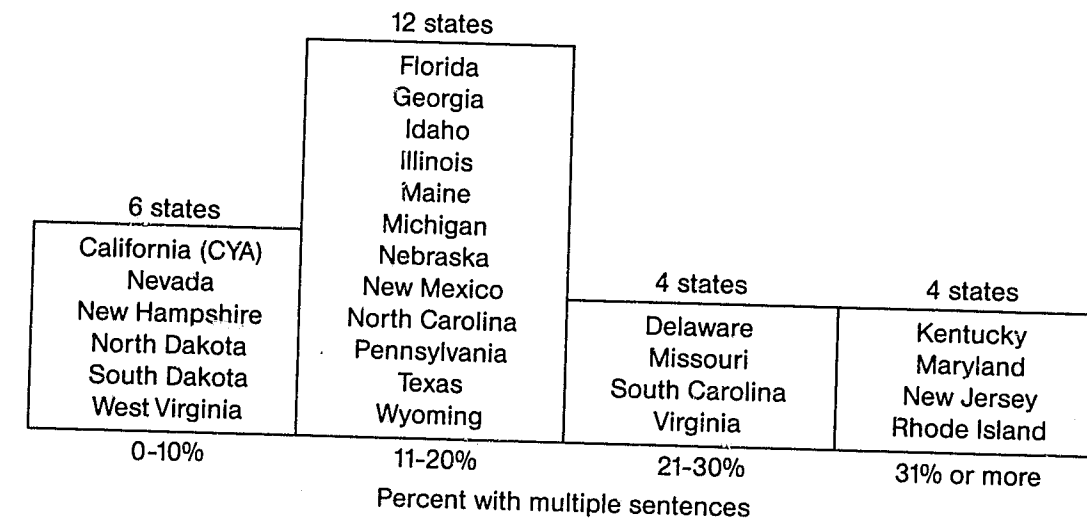 12 states
Florida
Georgia
Idaho
Illinois
Maine
Michigan
Nebraska
New Mexico
North Carolina
Pennsylvania
Texas
Wyoming
6 states
California (CYA)
Nevada
New Hampshire
North Dakota
South Dakota
West Virginia
4 states
Delaware
Missouri
South Carolina
Virginia
4 states
Kentucky
Maryland
New Jersey
Rhode Island
0-10%
11-20%
21-30%
31% or more
Percent with multiple sentences